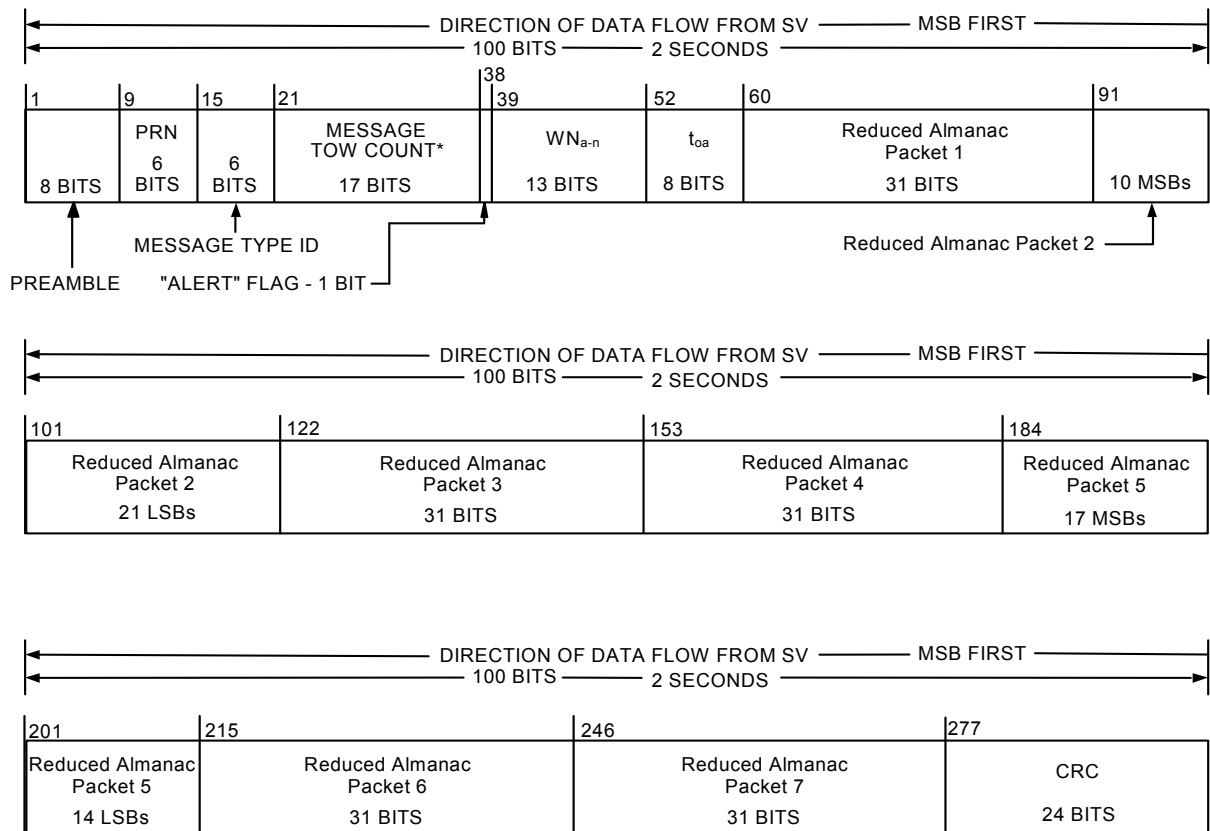 DIRECTION OF DATA FLOW FROM SV MSB FIRST
100 BITS 2 SECONDS
1 9 15 21 38 39 52 60 91
8 BITS
PRN
6
BITS
6
BITS
MESSAGE
TOW COUNT*
17 BITS
WNa-n
13 BITS
toa
8 BITS
Reduced Almanac
Packet 1
31 BITS
10 MSBs
MESSAGE TYPE ID
Reduced Almanac Packet 2
PREAMBLE
"ALERT" FLAG - 1 BIT
DIRECTION OF DATA FLOW FROM SV MSB FIRST
100 BITS 2 SECONDS
101 122 153 184
Reduced Almanac
Packet 2
21 LSBs
Reduced Almanac
Packet 3
31 BITS
Reduced Almanac
Packet 4
31 BITS
Reduced Almanac
Packet 5
17 MSBs
DIRECTION OF DATA FLOW FROM SV MSB FIRST
100 BITS 2 SECONDS
201 215 246 277
Reduced Almanac
Packet 5
14 LSBs
Reduced Almanac
Packet 6
31 BITS
Reduced Almanac
Packet 7
31 BITS
CRC
24 BITS